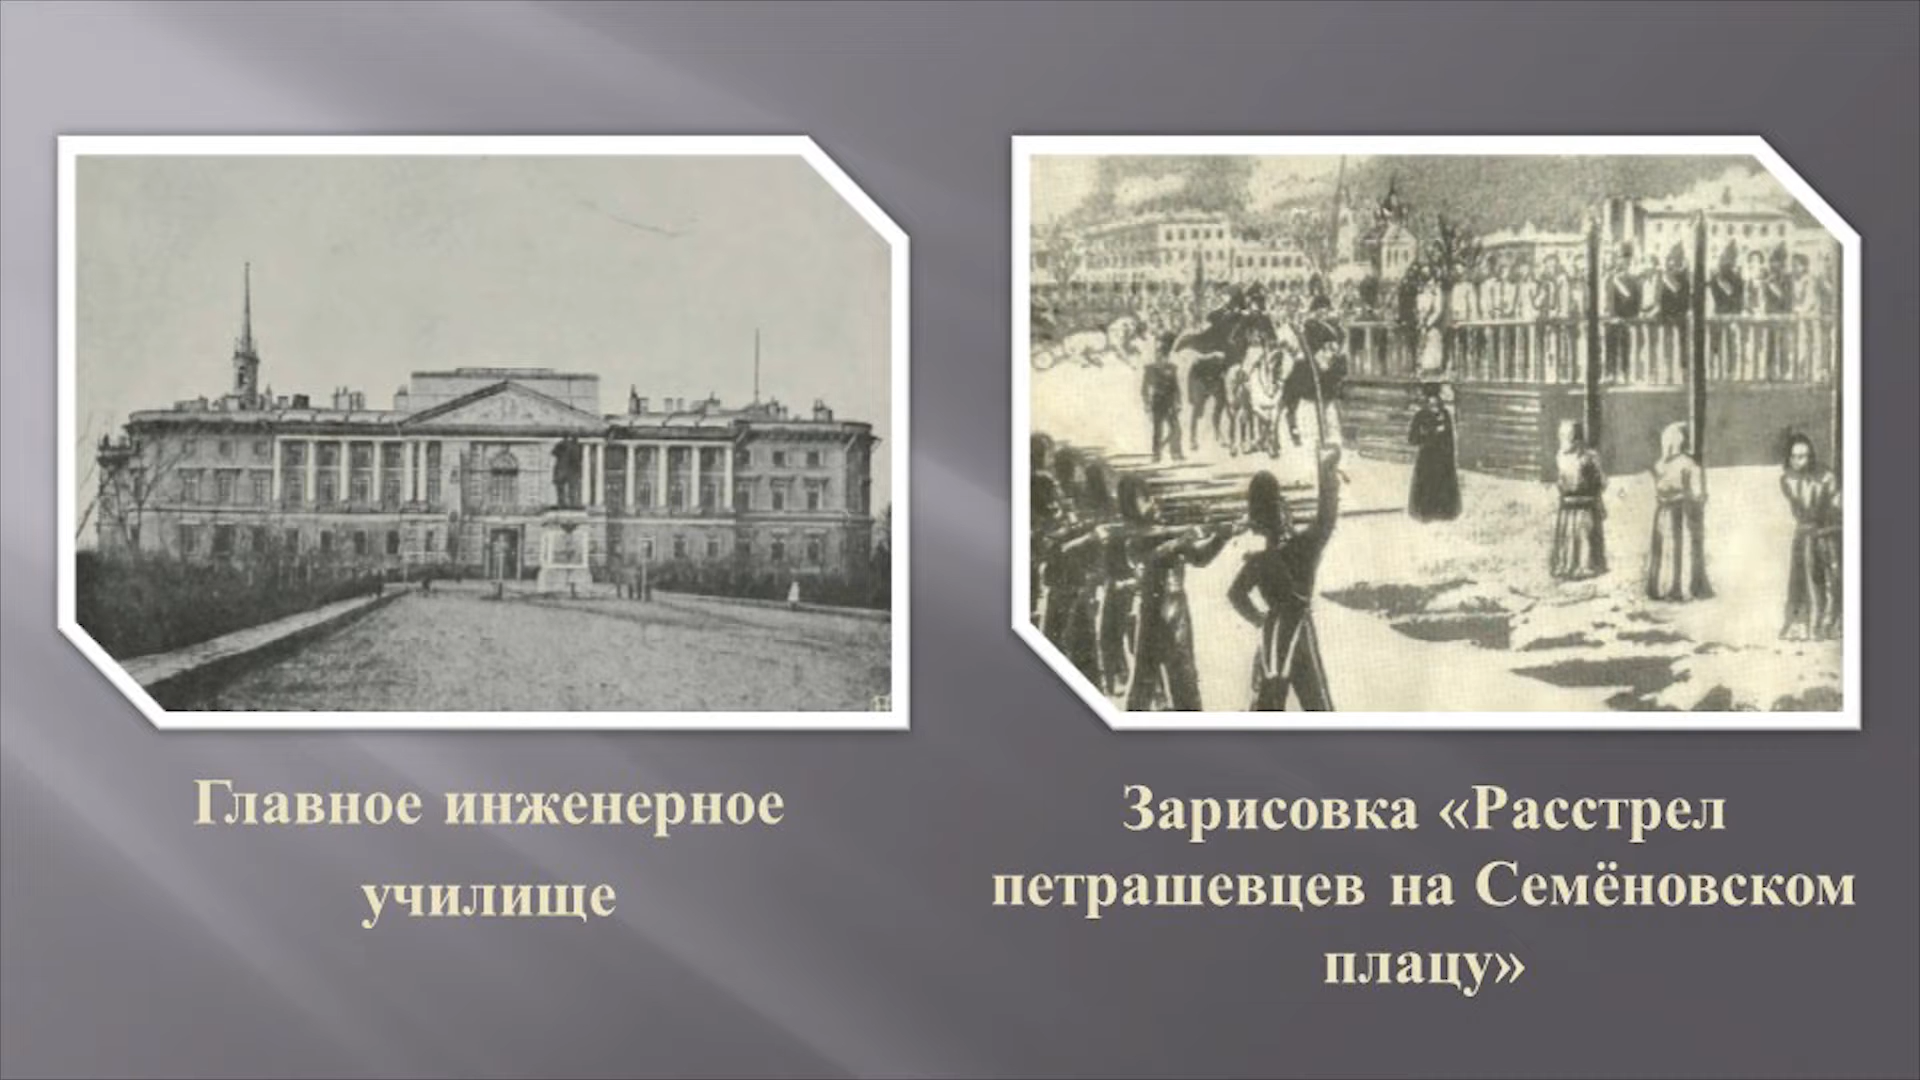 Главное инженерное
училище
Зарисовка «Расстрел
петрашевцев на Семёновском
плацу»